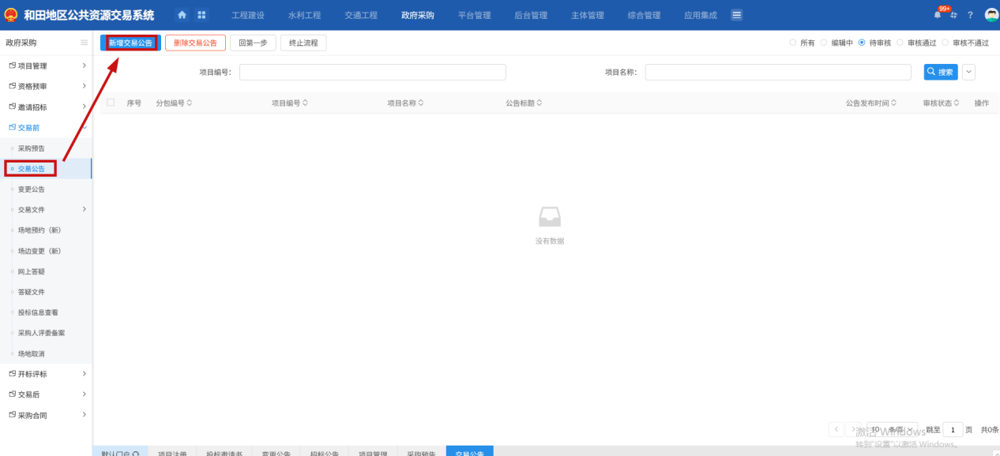 和田地区公共资源交易系统 工程建设 水利工程 交通工程 政府采购 平台管理 后台管理 主体管理 综合管理 应用集成 99+ ?
政府采购
新增交易公告 删除交易公告 回第一步 终止流程 所有 编辑中 待审核 审核通过 审核不通过
项目编号： 项目名称： 搜索
序号 分包编号 项目编号 项目名称 公告标题 公告发布时间 审核状态 操作
项目管理
资格预审
邀请招标
交易前
采购预告
交易公告
变更公告
交易文件
场地预约（新）
场边变更（新）
网上答疑
答疑文件
投标信息查看
采购人评委备案
场地取消
开标评标
交易后
采购合同
没有数据
10 条/页 跳至 1 页 共0条
激活 Windows
转到“设置”以激活 Windows。
默认门户 项目注册 投标邀请书 变更公告 招标公告 项目管理 采购预告 交易公告